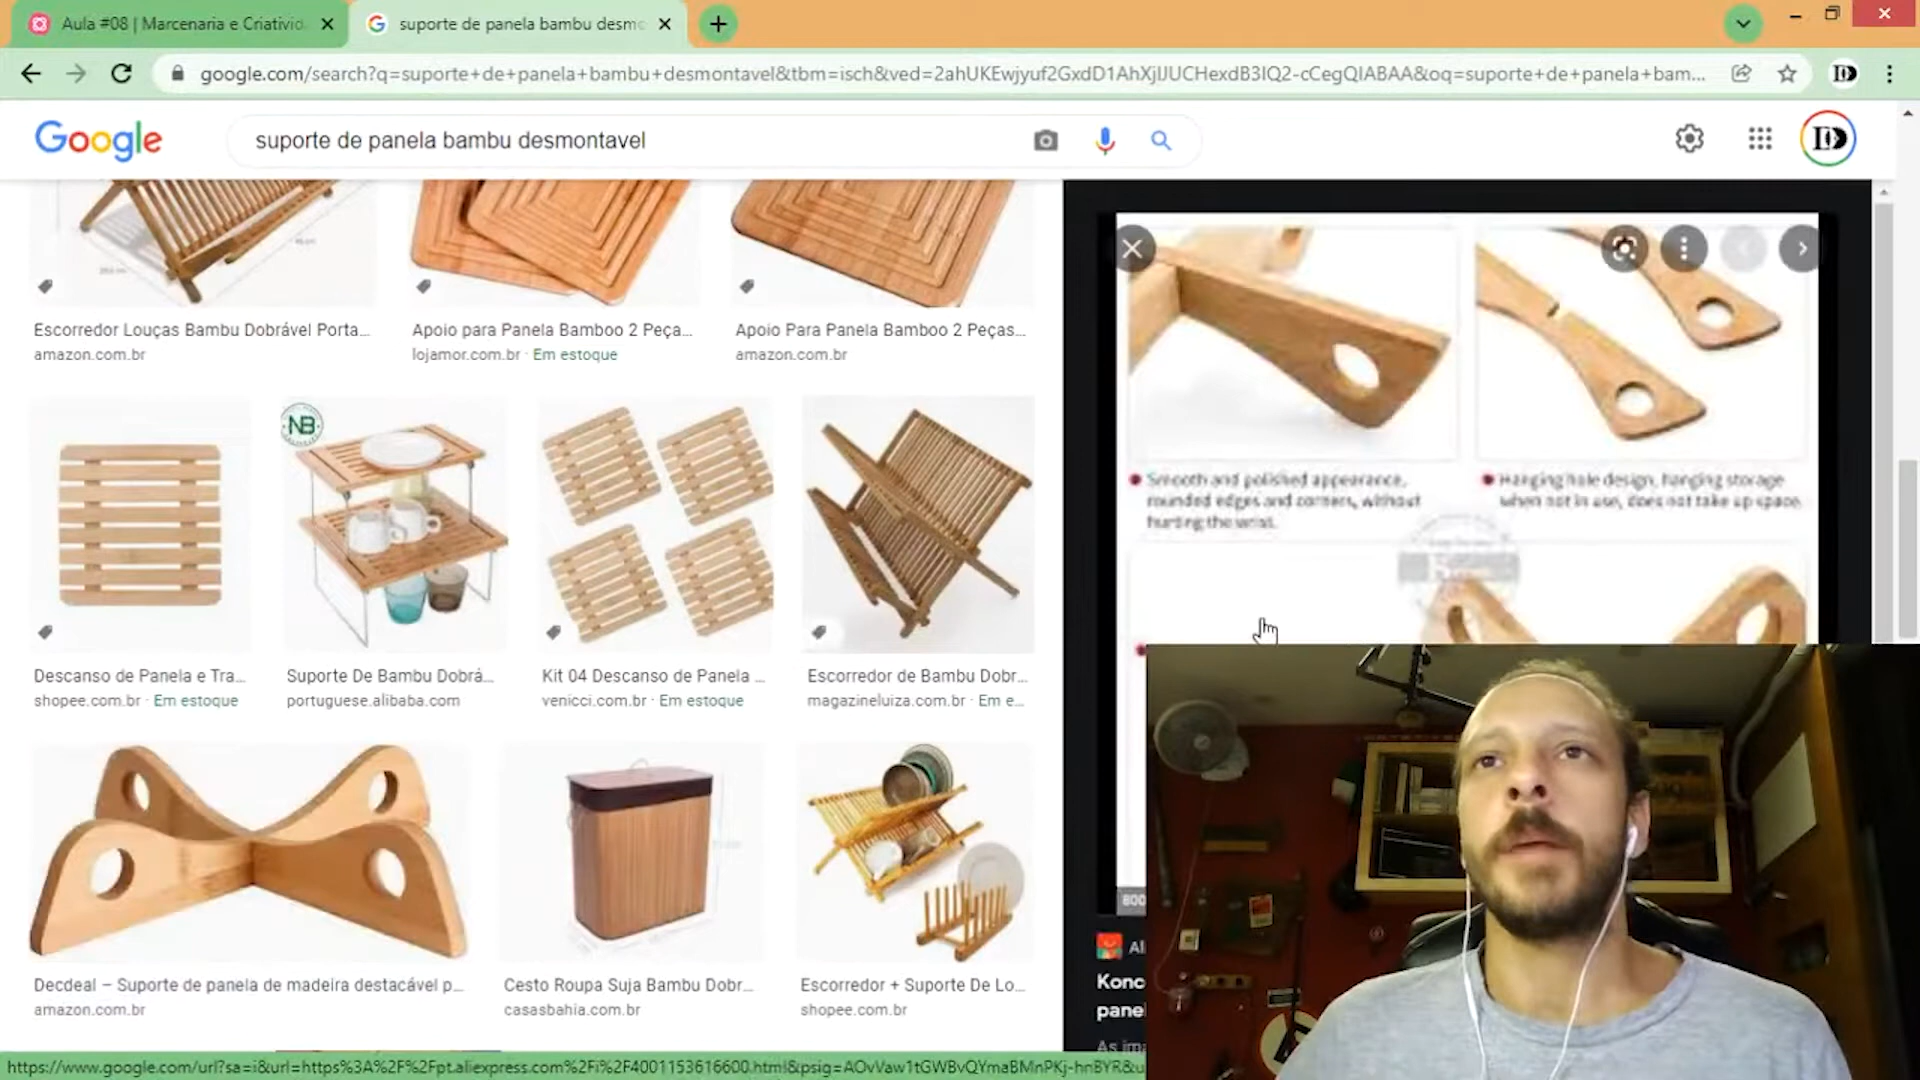 Aula #08 | Marcenaria e Criativid
suporte de panela bambu desmo
google.com/search?q=suporte+de+panela+bambu+desmontavel&tbm=isch&ved=2ahUKEwjyuf2GxdD1AhXjIJUCHexdB3IQ2-cCegQIABAA&oq=suporte+de+panela+bam...
Google
suporte de panela bambu desmontavel
Escorredor Louças Bambu Dobrável Porta...
amazon.com.br
Apoio para Panela Bamboo 2 Peça...
lojamor.com.br · Em estoque
Apoio Para Panela Bamboo 2 Peças...
amazon.com.br
Smooth and polished appearance,
rounded edges and corners, without
hurting the wrist.
Hanging hole design, hanging storage
when not in use, does not take up space.
NB
Descanso de Panela e Tra...
shopee.com.br · Em estoque
Suporte De Bambu Dobrá...
portuguese.alibaba.com
Kit 04 Descanso de Panela ...
venicci.com.br · Em estoque
Escorredor de Bambu Dobr...
magazineluiza.com.br · Em e...
Decdeal – Suporte de panela de madeira destacável p...
amazon.com.br
Cesto Roupa Suja Bambu Dobr...
casasbahia.com.br
Escorredor + Suporte De Lo...
shopee.com.br
800
Al
Konc
pane
As ima
https://www.google.com/url?sa=i&url=https%3A%2F%2Fpt.aliexpress.com%2Fi%2F4001153616600.html&psig=AOvVaw1tGWBvQYmaBMnPKj-hnBYR&u